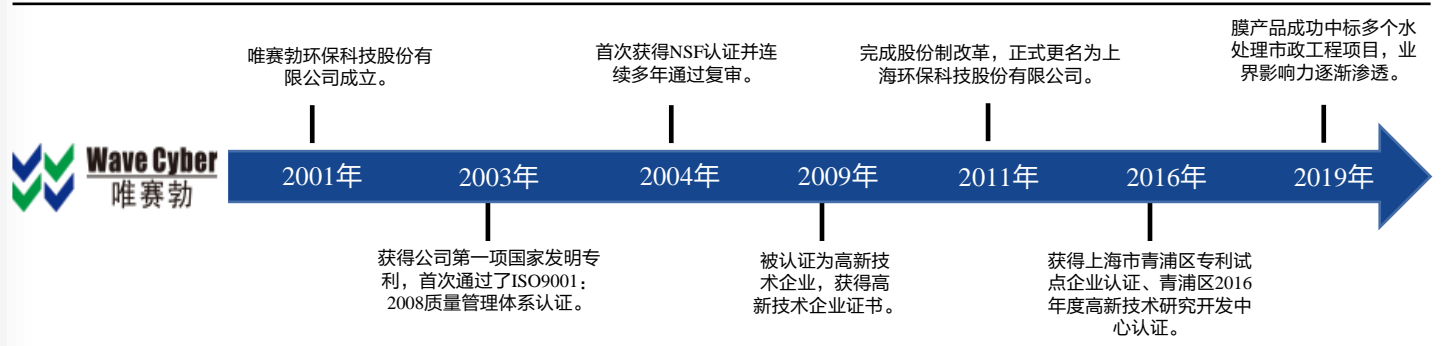 唯赛勃环保科技股份有
限公司成立。
首次获得NSF认证并连
续多年通过复审。
完成股份制改革，正式更名为上
海环保科技股份有限公司。
膜产品成功中标多个水
处理市政工程项目，业
界影响力逐渐渗透。
Wave Cyber
唯赛勃
2001年
2003年
2004年
2009年
2011年
2016年
2019年
获得公司第一项国家发明专
利，首次通过了ISO9001：
2008质量管理体系认证。
被认证为高新技
术企业，获得高
新技术企业证书。
获得上海市青浦区专利试
点企业认证、青浦区2016
年度高新技术研究开发中
心认证。